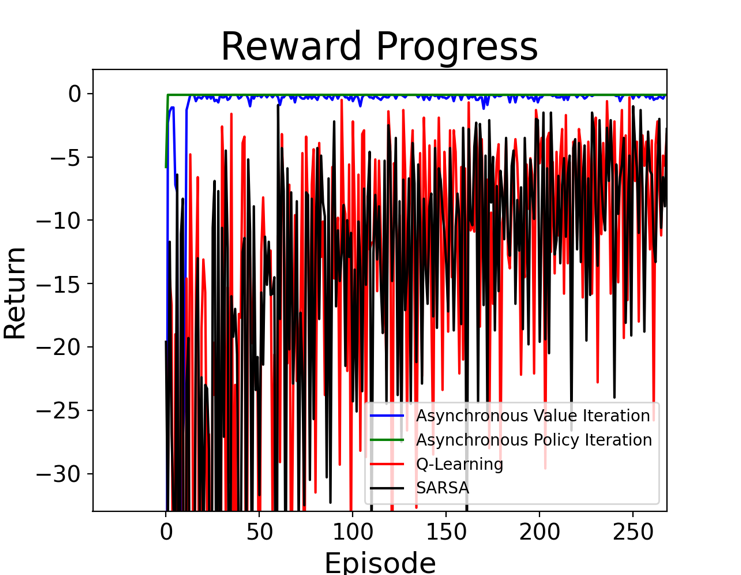 Reward Progress
0
−5
−10
−15
−20
−25
−30
Return
Asynchronous Value Iteration
Asynchronous Policy Iteration
Q-Learning
SARSA
0 50 100 150 200 250
Episode